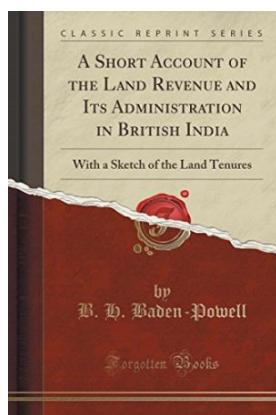 CLASSIC REPRINT SERIES
A SHORT ACCOUNT OF
THE LAND REVENUE AND
ITS ADMINISTRATION
IN BRITISH INDIA
With a Sketch of the Land Tenures
by
B. H. Baden-Powell
Forgotten Books